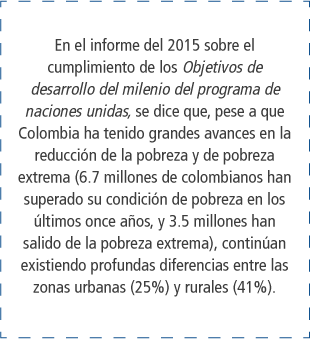 En el informe del 2015 sobre el
cumplimiento de los Objetivos de
desarrollo del milenio del programa de
naciones unidas, se dice que, pese a que
Colombia ha tenido grandes avances en la
reducción de la pobreza y de pobreza
extrema (6.7 millones de colombianos han
superado su condición de pobreza en los
últimos once años, y 3.5 millones han
salido de la pobreza extrema), continúan
existiendo profundas diferencias entre las
zonas urbanas (25%) y rurales (41%).